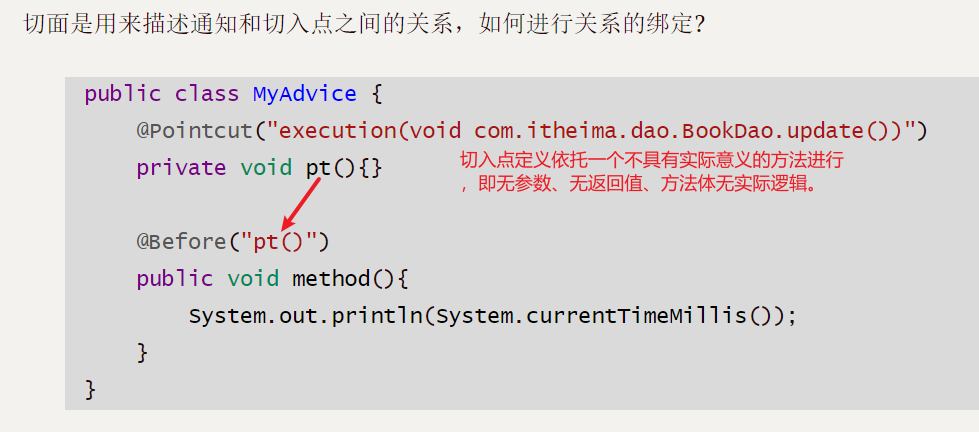 切面是用来描述通知和切入点之间的关系，如何进行关系的绑定？
public class MyAdvice {
@Pointcut("execution(void com.itheima.dao.BookDao.update())")
private void pt(){}
切入点定义依托一个不具有实际意义的方法进行
，即无参数、无返回值、方法体无实际逻辑。
@Before("pt()")
public void method(){
System.out.println(System.currentTimeMillis());
}
}